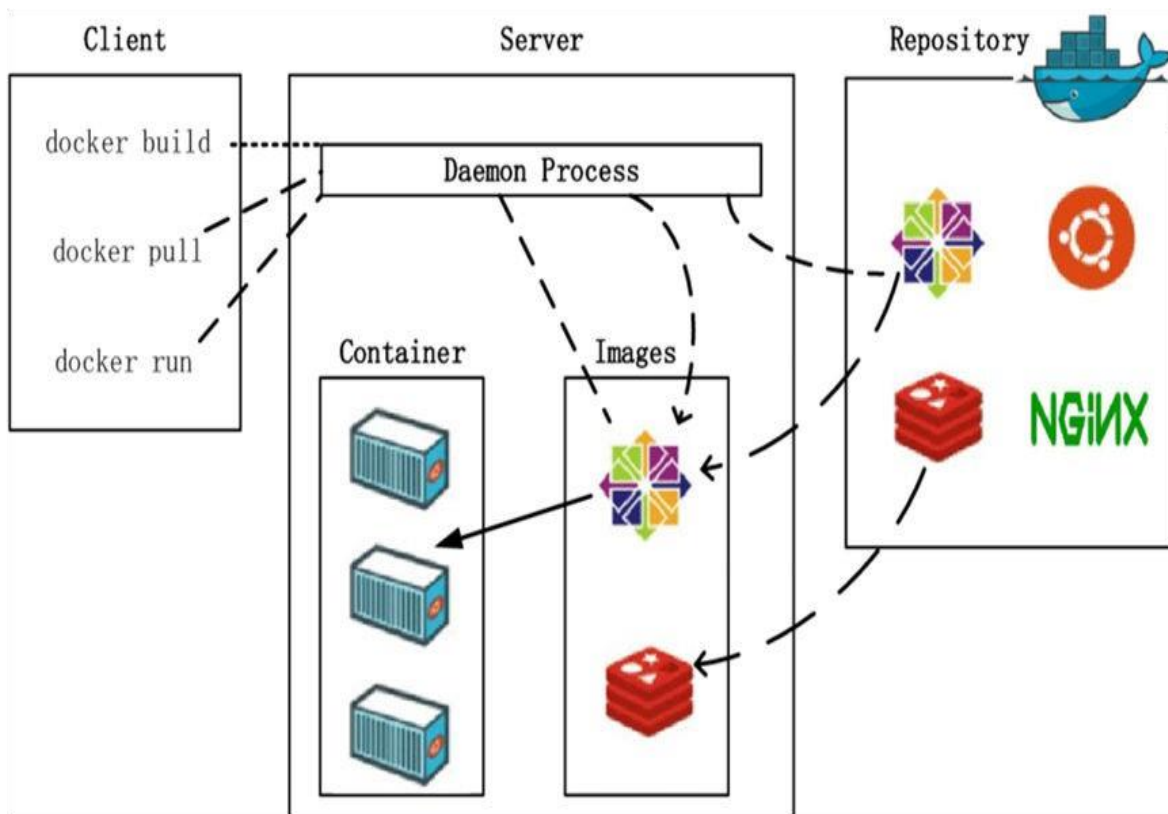 Client
Server
Repository
docker build
Daemon Process
docker pull
docker run
Container
Images
NGiNX